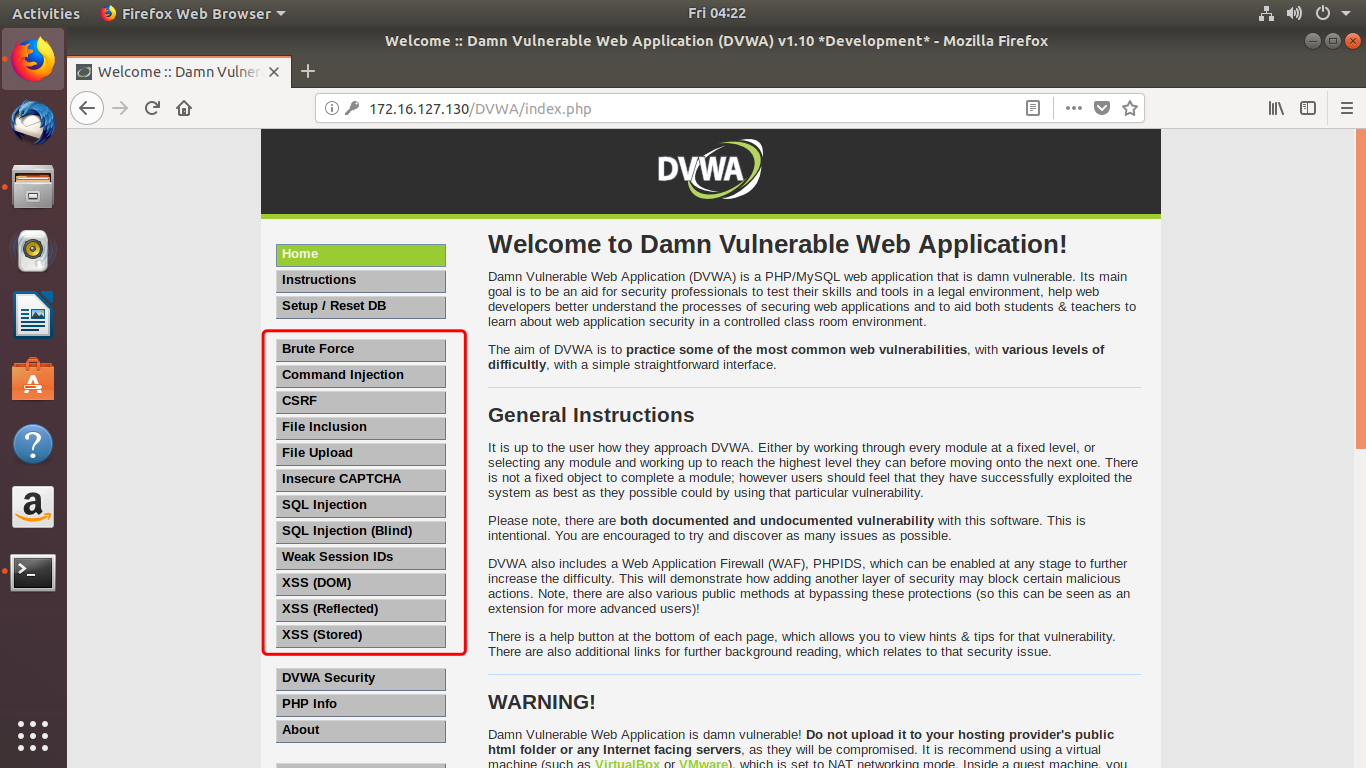 Activities
Firefox Web Browser
Fri 04:22
Welcome :: Damn Vulnerable Web Application (DVWA) v1.10 *Development* - Mozilla Firefox
Welcome :: Damn Vulnera
172.16.127.130/DVWA/index.php
DVWA
Home
Instructions
Setup / Reset DB
Brute Force
Command Injection
CSRF
File Inclusion
File Upload
Insecure CAPTCHA
SQL Injection
SQL Injection (Blind)
Weak Session IDs
XSS (DOM)
XSS (Reflected)
XSS (Stored)
DVWA Security
PHP Info
About
Welcome to Damn Vulnerable Web Application!
Damn Vulnerable Web Application (DVWA) is a PHP/MySQL web application that is damn vulnerable. Its main
goal is to be an aid for security professionals to test their skills and tools in a legal environment, help web
developers better understand the processes of securing web applications and to aid both students & teachers to
learn about web application security in a controlled class room environment.
The aim of DVWA is to practice some of the most common web vulnerabilities, with various levels of
difficultly, with a simple straightforward interface.
General Instructions
It is up to the user how they approach DVWA. Either by working through every module at a fixed level, or
selecting any module and working up to reach the highest level they can before moving onto the next one. There
is not a fixed object to complete a module; however users should feel that they have successfully exploited the
system as best as they possible could by using that particular vulnerability.
Please note, there are both documented and undocumented vulnerability with this software. This is
intentional. You are encouraged to try and discover as many issues as possible.
DVWA also includes a Web Application Firewall (WAF), PHPIDS, which can be enabled at any stage to further
increase the difficulty. This will demonstrate how adding another layer of security may block certain malicious
actions. Note, there are also various public methods at bypassing these protections (so this can be seen as an
extension for more advanced users)!
There is a help button at the bottom of each page, which allows you to view hints & tips for that vulnerability.
There are also additional links for further background reading, which relates to that security issue.
WARNING!
Damn Vulnerable Web Application is damn vulnerable! Do not upload it to your hosting provider's public
html folder or any Internet facing servers, as they will be compromised. It is recommend using a virtual
machine (such as VirtualBox or VMware), which is set to NAT networking mode. Inside a guest machine, you